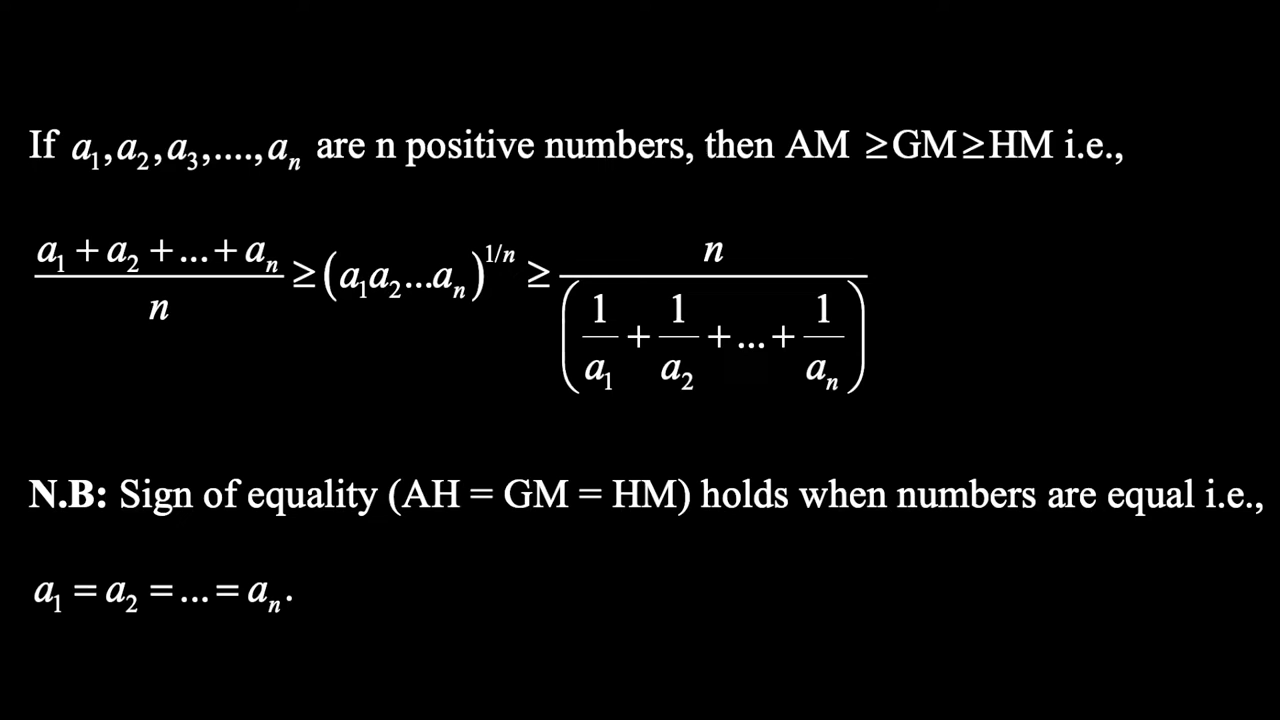 If a₁, a₂, a₃, ...., aₙ are n positive numbers, then AM ≥ GM ≥ HM i.e.,
(a₁ + a₂ + ... + aₙ)/n ≥ (a₁a₂...aₙ)^(1/n) ≥ n/(1/a₁ + 1/a₂ + ... + 1/aₙ)
N.B: Sign of equality (AH = GM = HM) holds when numbers are equal i.e.,
a₁ = a₂ = ... = aₙ.